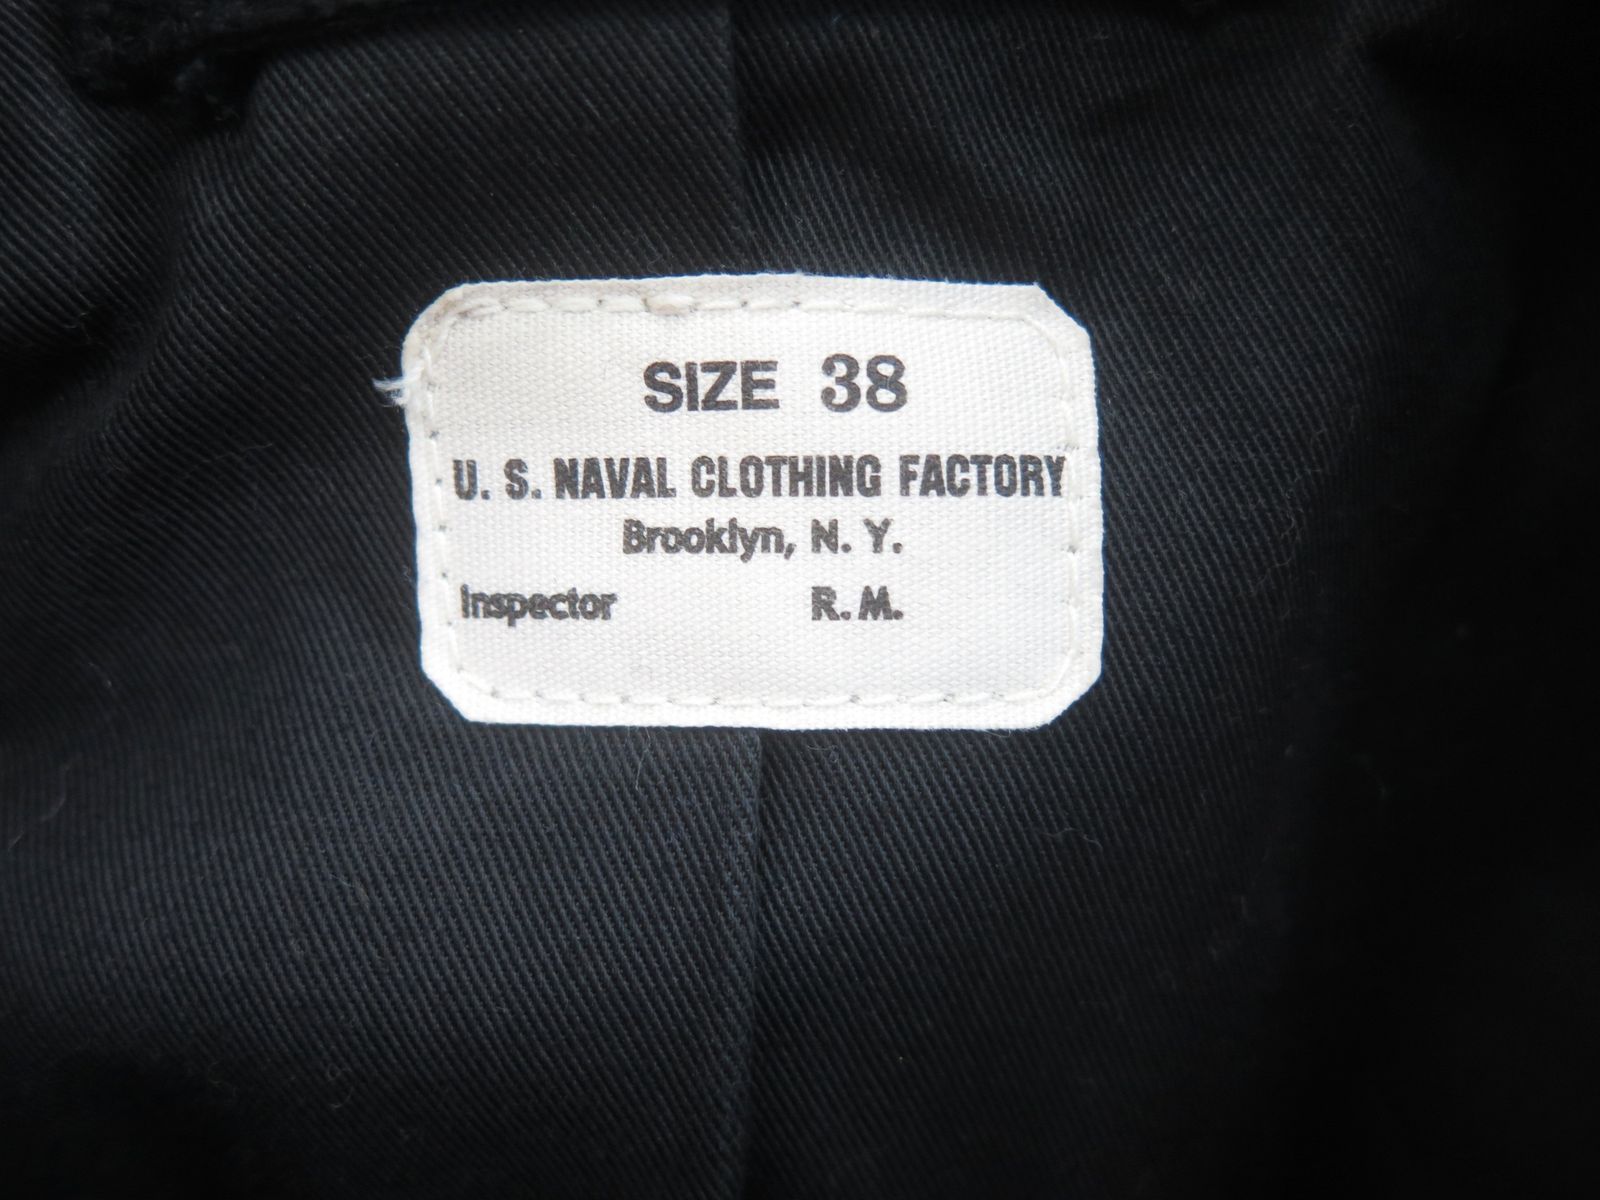 SIZE 38
U. S. NAVAL CLOTHING FACTORY
Brooklyn, N. Y.
Inspector R. M.